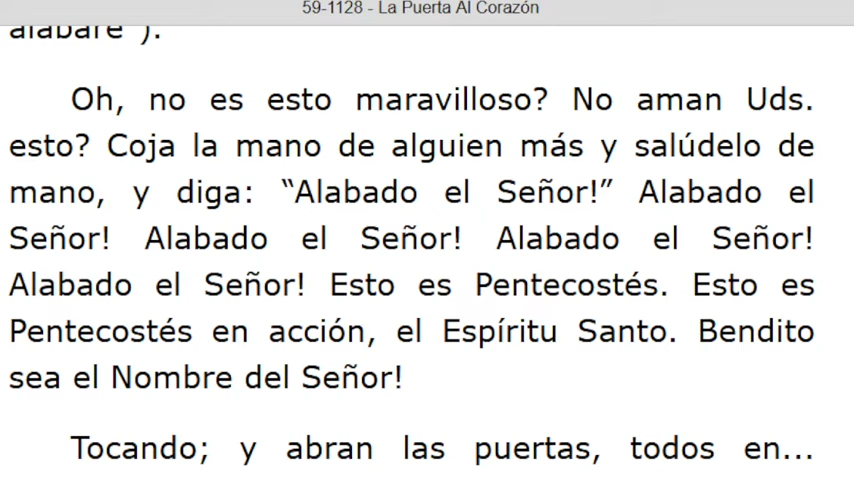 59-1128 - La Puerta Al Corazón
alabaré”).
Oh, no es esto maravilloso? No aman Uds.
esto? Coja la mano de alguien más y salúdelo de
mano, y diga: “Alabado el Señor!” Alabado el
Señor! Alabado el Señor! Alabado el Señor!
Alabado el Señor! Esto es Pentecostés. Esto es
Pentecostés en acción, el Espíritu Santo. Bendito
sea el Nombre del Señor!
Tocando; y abran las puertas, todos en...